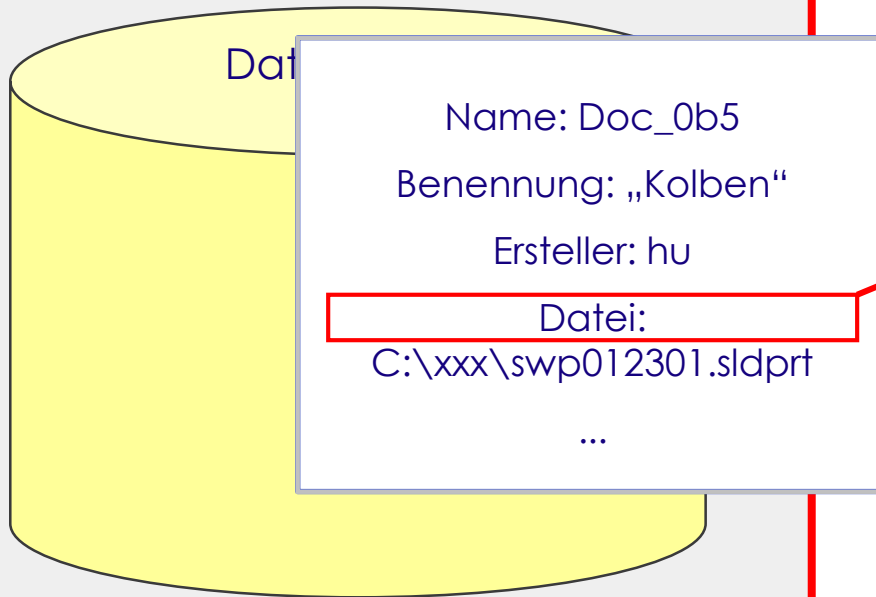 Dat
Name: Doc_0b5
Benennung: „Kolben“
Ersteller: hu
Datei:
C:\xxx\swp012301.sldprt
...